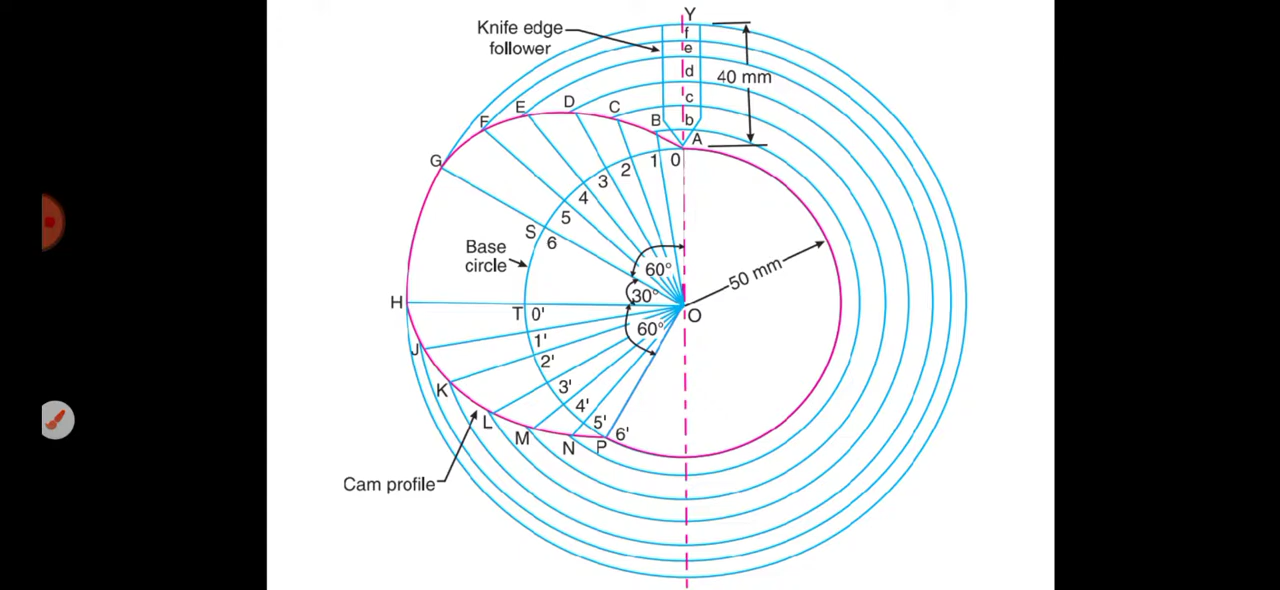 Y
Knife edge
follower
f
e
d
40 mm
c
b
A
B
C
D
E
F
G
0
1
2
3
4
5
6
S
Base
circle
60°
30°
60°
50 mm
O
H
T
0'
1'
2'
3'
4'
5'
6'
J
K
L
M
N
P
Cam profile